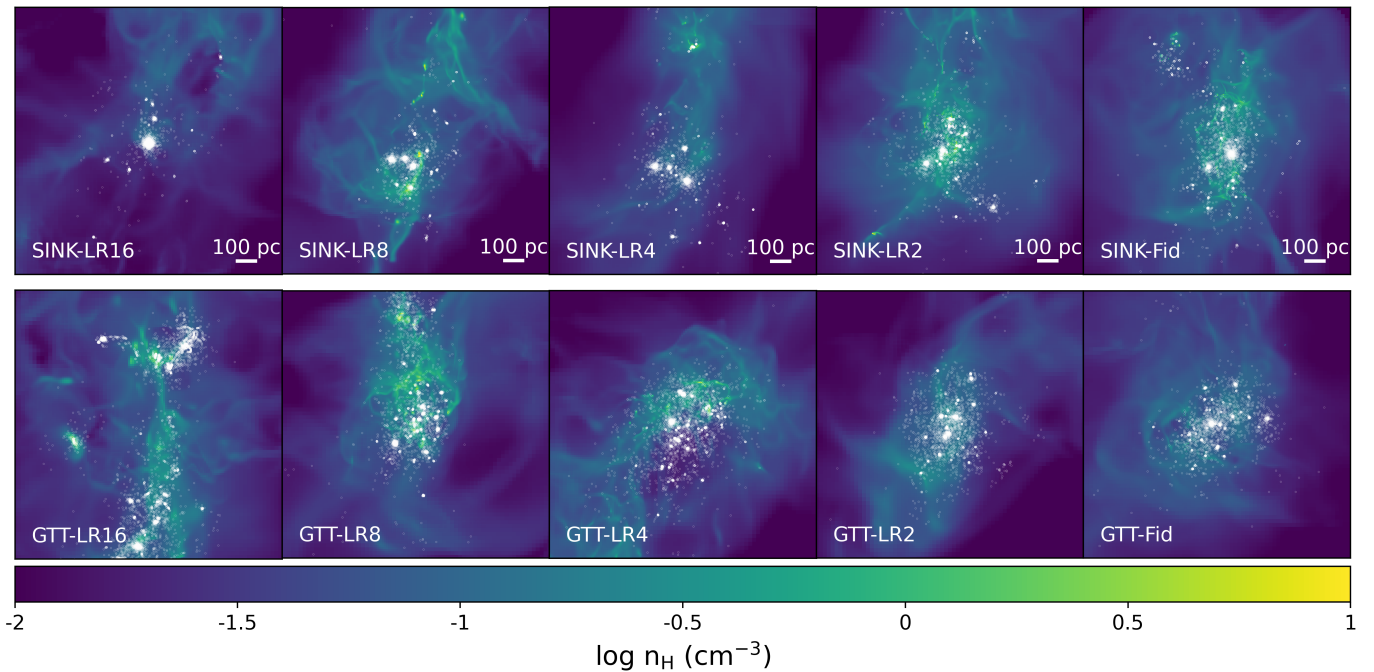 SINK-LR16 100 pc SINK-LR8 100 pc SINK-LR4 100 pc SINK-LR2 100 pc SINK-Fid 100 pc
GTT-LR16 GTT-LR8 GTT-LR4 GTT-LR2 GTT-Fid
-2 -1.5 -1 -0.5 0 0.5 1
log n_H (cm⁻³)